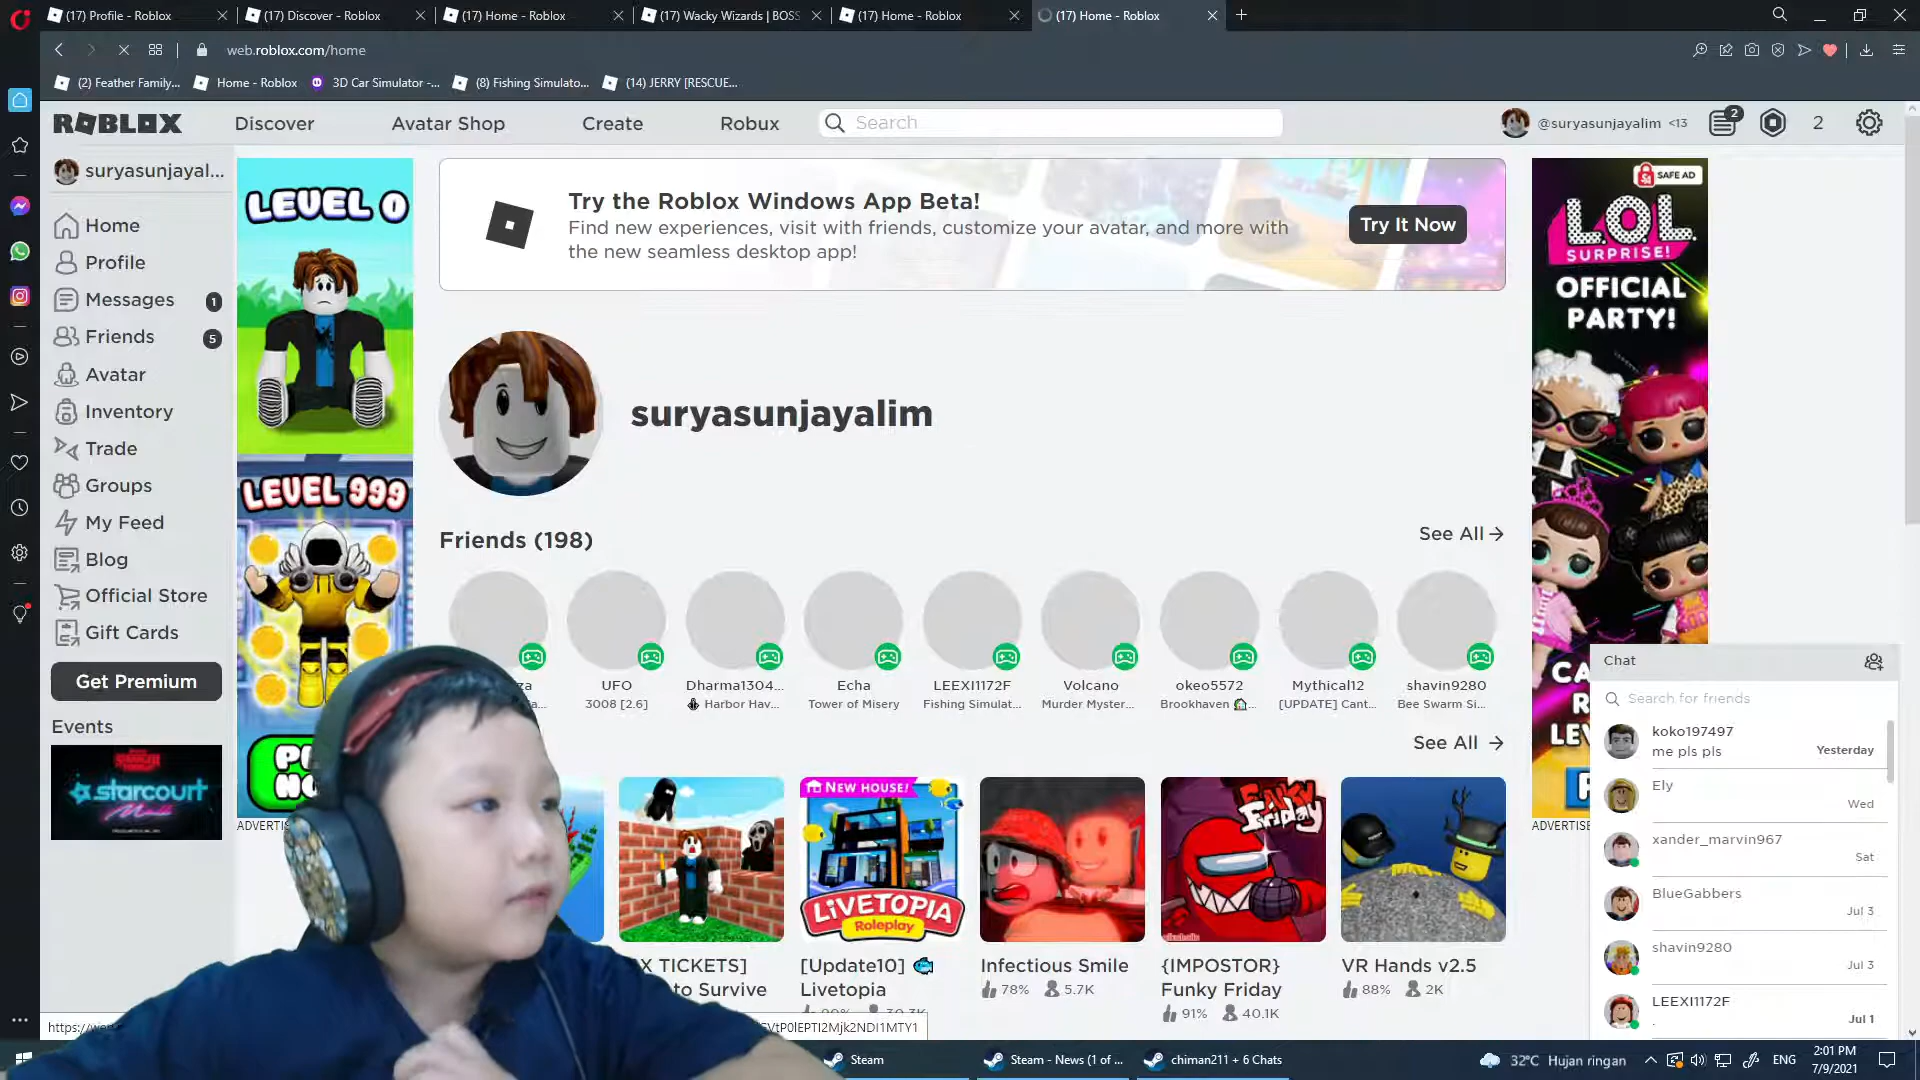 (17) Profile - Roblox
(17) Discover - Roblox
(17) Home - Roblox
(17) Wacky Wizards | BOSS
(17) Home - Roblox
(17) Home - Roblox
web.roblox.com/home
(2) Feather Family...
Home - Roblox
3D Car Simulator -...
(8) Fishing Simulato...
(14) JERRY [RESCUE...
ROBLOX
Discover
Avatar Shop
Create
Robux
Search
@suryasunjayalim <13
2
2
suryasunjayal...
Home
Profile
Messages 1
Friends 5
Avatar
Inventory
Trade
Groups
My Feed
Blog
Official Store
Gift Cards
Get Premium
Events
starcourt
LEVEL 0
LEVEL 999
Try the Roblox Windows App Beta!
Find new experiences, visit with friends, customize your avatar, and more with
the new seamless desktop app!
Try It Now
suryasunjayalim
Friends (198)
See All
za
UFO
3008 [2.6]
Dharma1304...
Harbor Hav...
Echa
Tower of Misery
LEEXI1172F
Fishing Simulat...
Volcano
Murder Myster...
okeo5572
Brookhaven
Mythical12
[UPDATE] Cant...
shavin9280
Bee Swarm Si...
See All
X TICKETS]
to Survive
NEW HOUSE!
LIVETOPIA
Roleplay
[Update10]
Livetopia
Infectious Smile
78% 5.7K
Funky
Friday
{IMPOSTOR}
Funky Friday
91% 40.1K
VR Hands v2.5
88% 2K
SAFE AD
L.O.L.
SURPRISE!
OFFICIAL
PARTY!
Chat
Search for friends
koko197497
me pls pls
Yesterday
Ely
Wed
xander_marvin967
Sat
BlueGabbers
Jul 3
shavin9280
Jul 3
LEEXI1172F
.
Jul 1
Steam
Steam - News (1 of ...
chiman211 + 6 Chats
32°C Hujan ringan
ENG
2:01 PM
7/9/2021